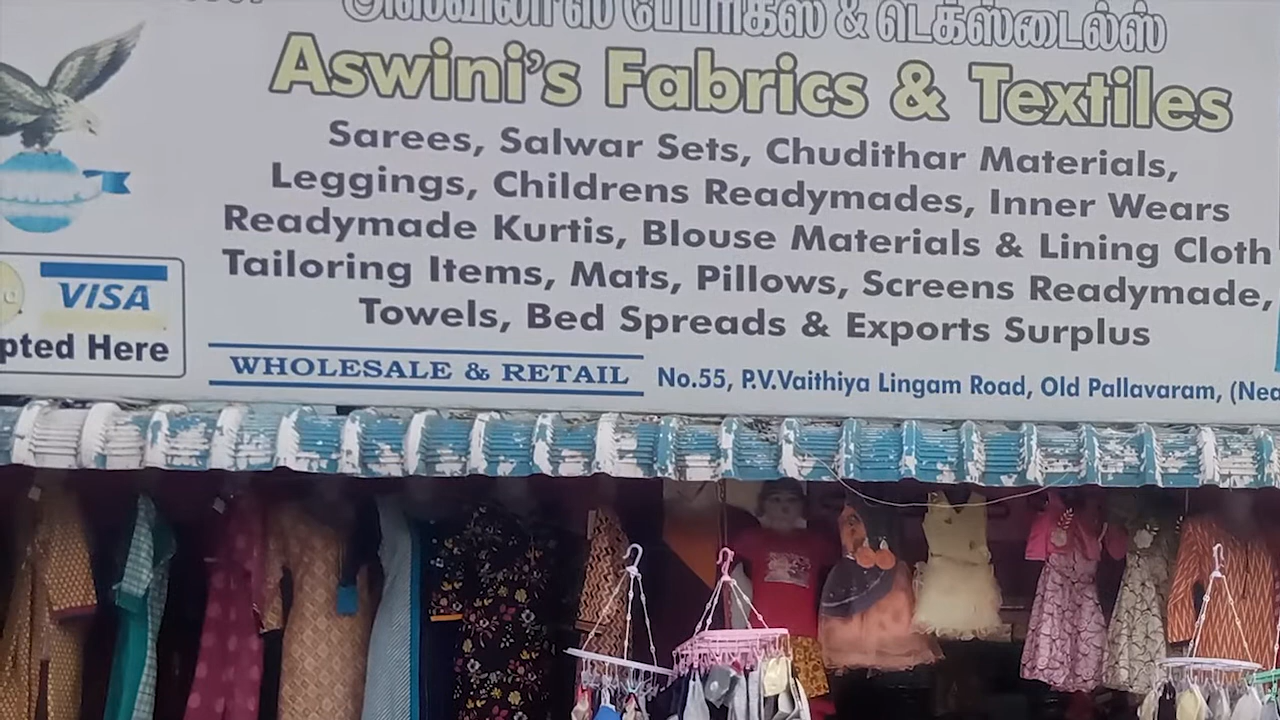 அஸ்வினி'ஸ் பேப்ரிக்ஸ் & டெக்ஸ்டைல்ஸ்
Aswini's Fabrics & Textiles
Sarees, Salwar Sets, Chudithar Materials,
Leggings, Childrens Readymades, Inner Wears
Readymade Kurtis, Blouse Materials & Lining Cloth
Tailoring Items, Mats, Pillows, Screens Readymade,
Towels, Bed Spreads & Exports Surplus
VISA
Here
WHOLESALE & RETAIL
No.55, P.V.Vaithiya Lingam Road, Old Pallavaram,